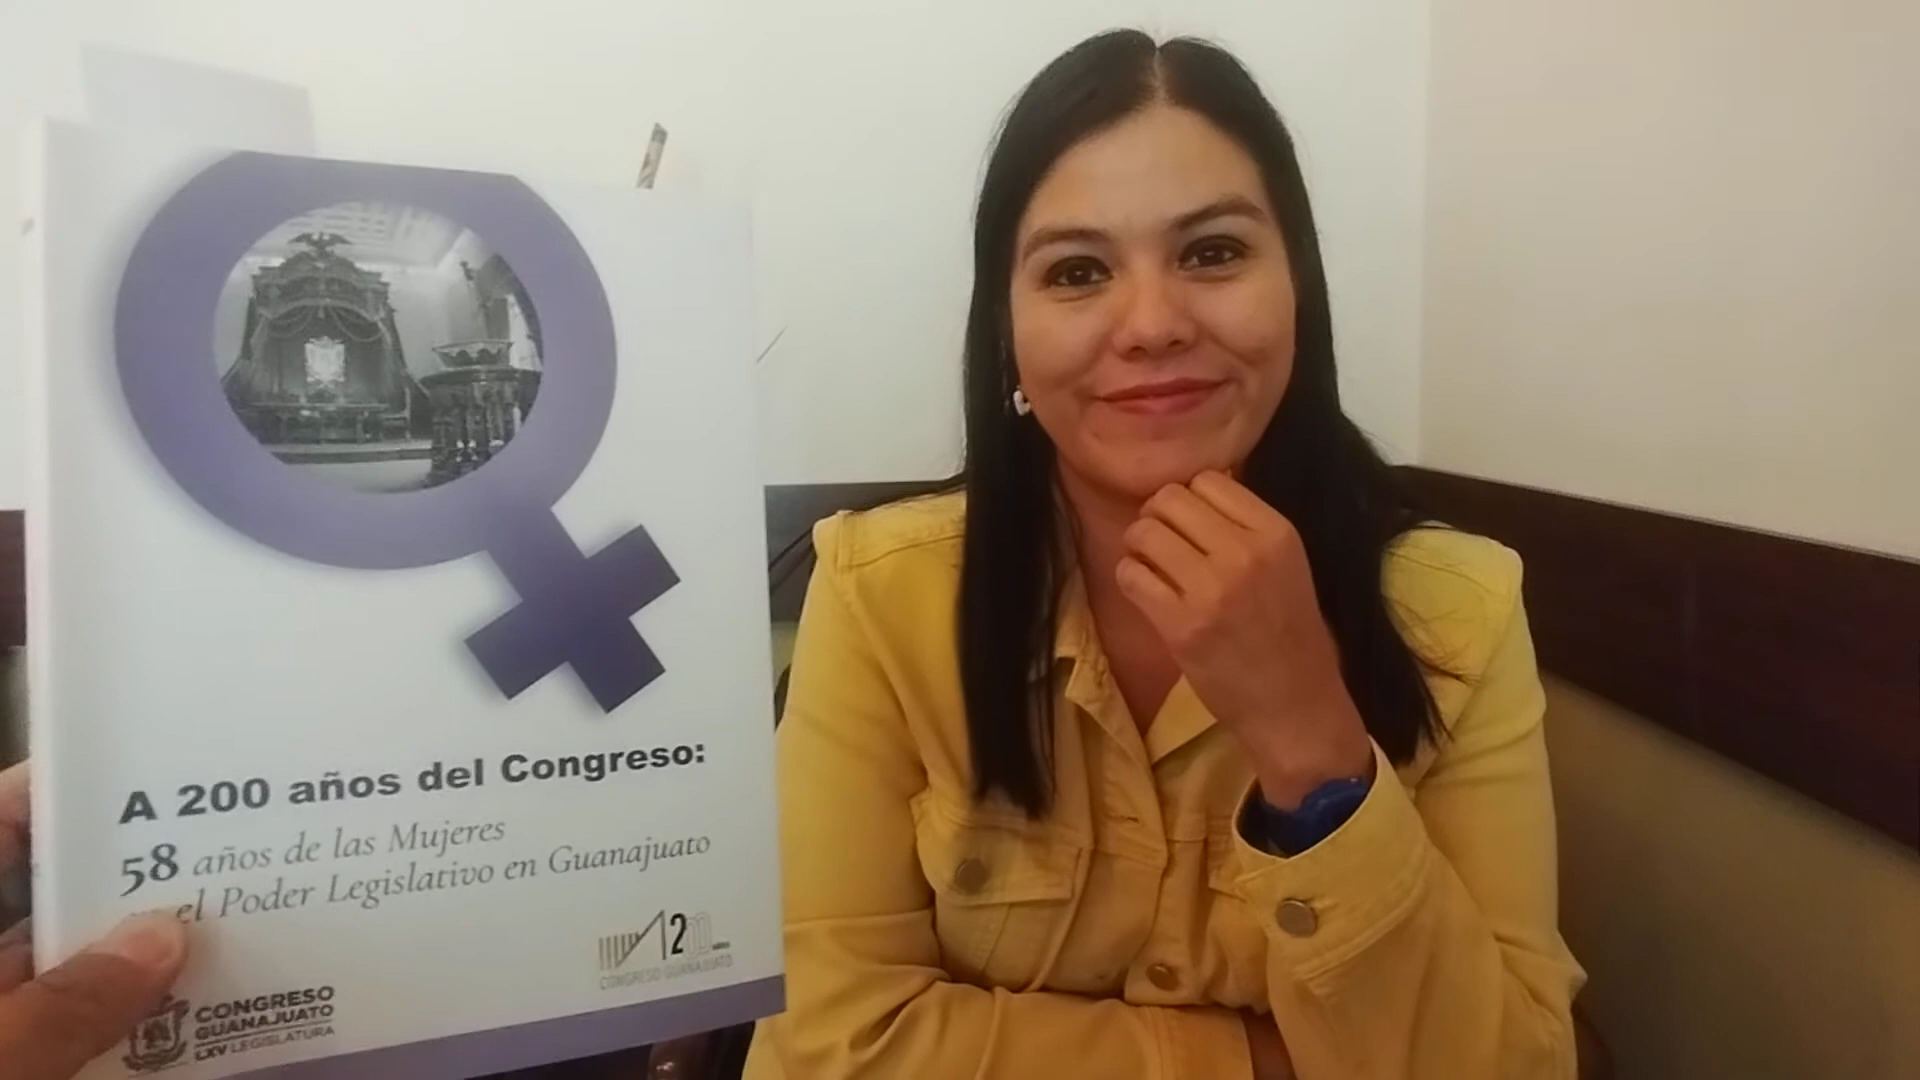 A 200 años del Congreso:
58 años de las Mujeres
el Poder Legislativo en Guanajuato
200
CONGRESO GUANAJUATO
CONGRESO
GUANAJUATO
LXV LEGISLATURA